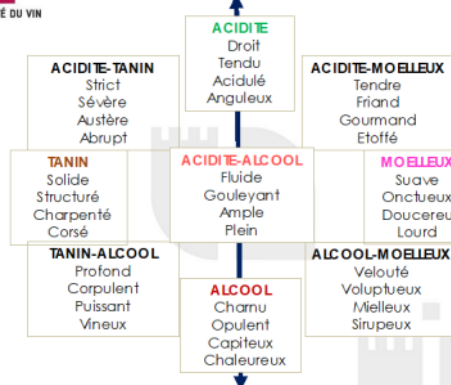 É DU VIN
ACIDITE
Droit
Tendu
Acidulé
Anguleux
ACIDITE-TANIN
Strict
Sévère
Austère
Abrupt
ACIDITE-MOELLEUX
Tendre
Friand
Gourmand
Etoffé
TANIN
Solide
Structuré
Charpenté
Corsé
ACIDITE-ALCOOL
Fluide
Gouleyant
Ample
Plein
MOELLEUX
Suave
Onctueux
Doucereu
Lourd
TANIN-ALCOOL
Profond
Corpulent
Puissant
Vineux
ALCOOL
Charnu
Opulent
Capiteux
Chaleureux
ALCOOL-MOELLEUX
Velouté
Voluptueux
Mielleux
Sirupeux